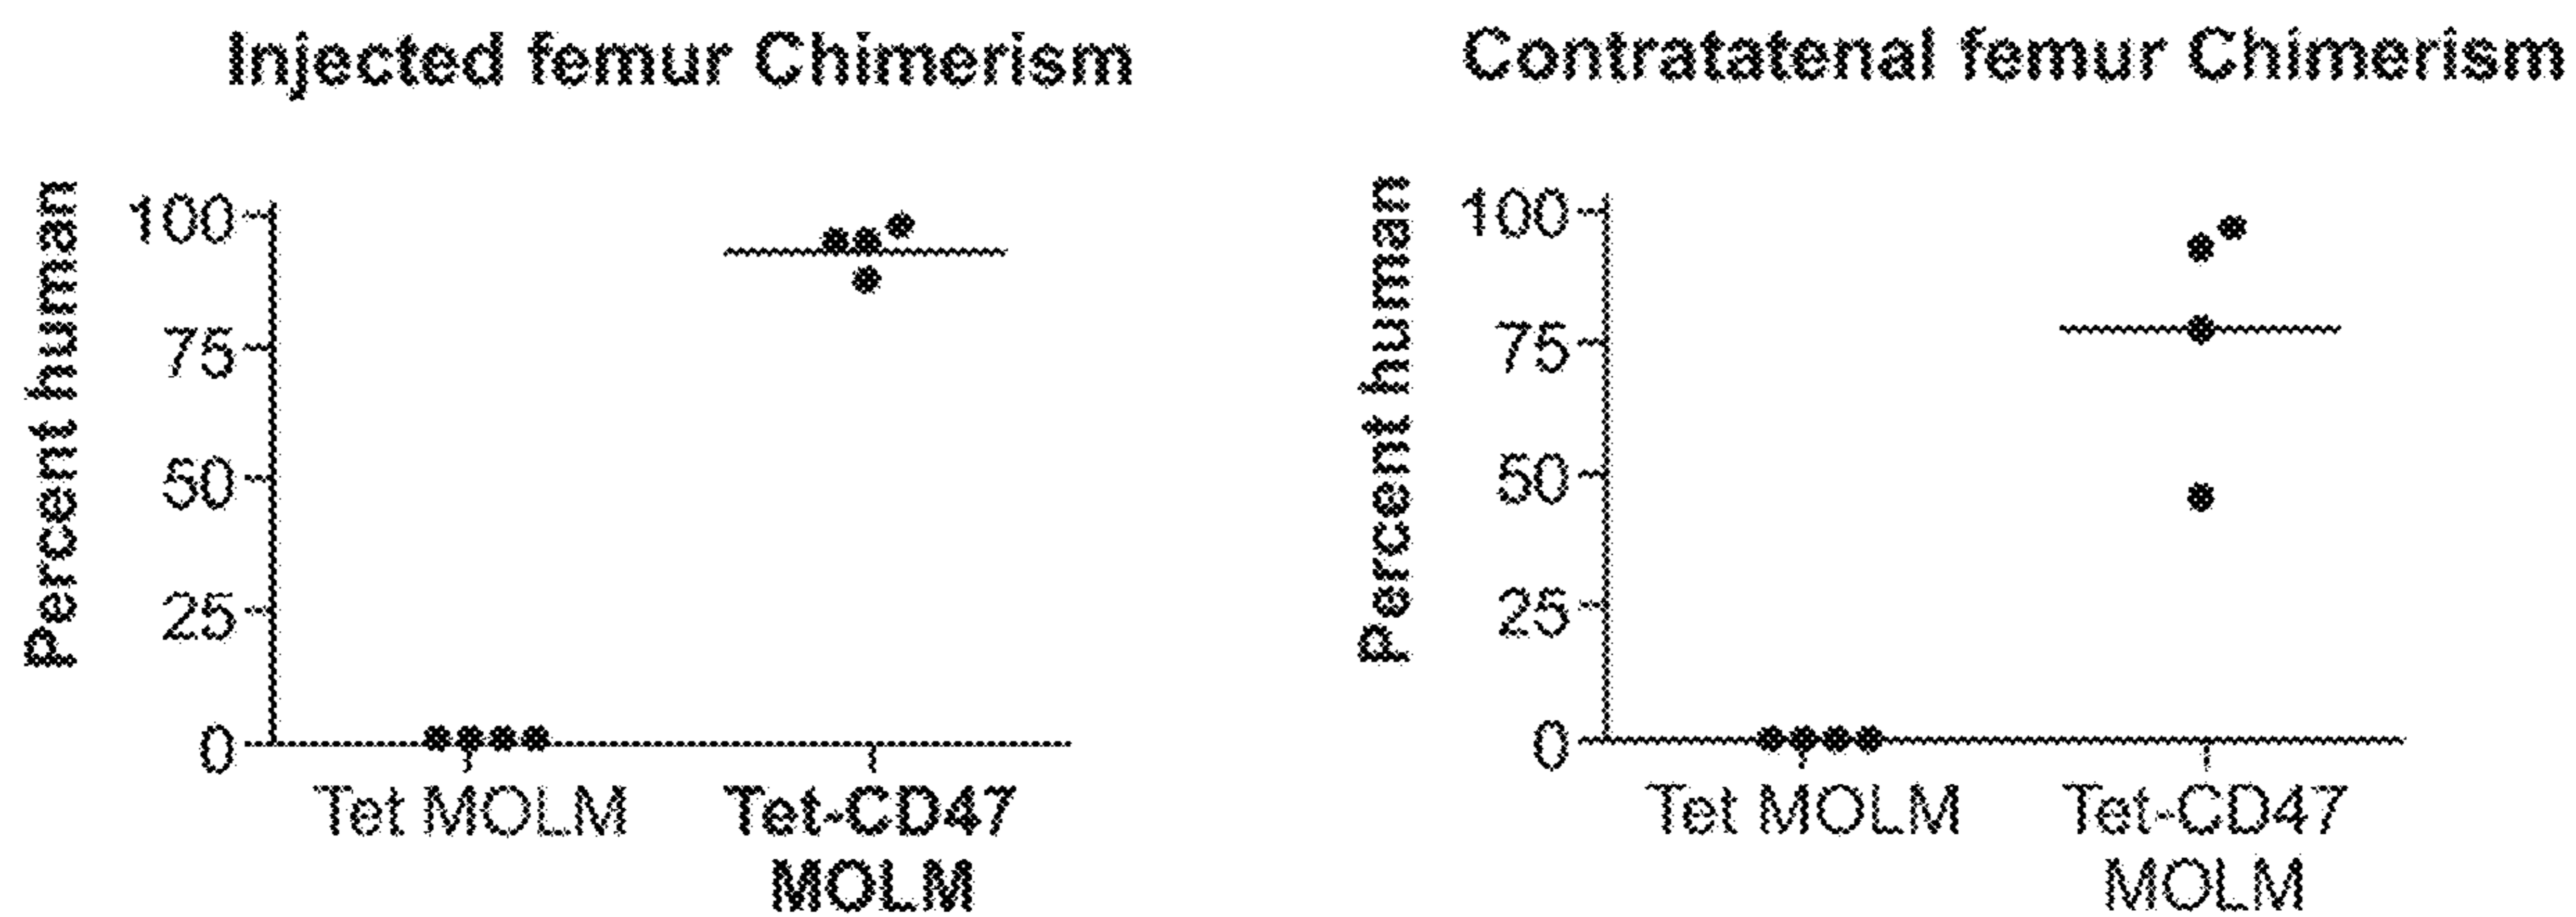 Injected femur Chimerism
Percent human
100
75
50
25
0
Tet MOLM
Tet-CD47
MOLM
Contratatenal femur Chimerism
Percent human
100
75
50
25
0
Tet MOLM
Tet-CD47
MOLM